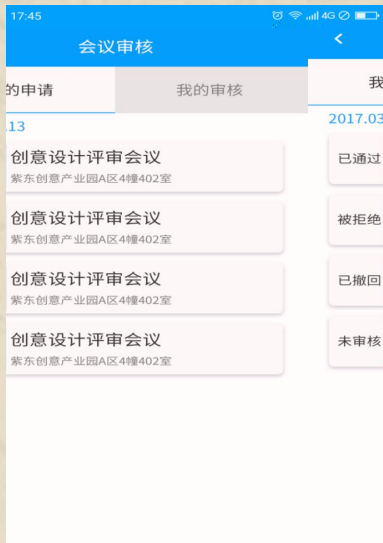 17:45
4G
会议审核
的申请
我的审核
.13
创意设计评审会议
紫东创意产业园A区4幢402室
创意设计评审会议
紫东创意产业园A区4幢402室
创意设计评审会议
紫东创意产业园A区4幢402室
创意设计评审会议
紫东创意产业园A区4幢402室
我
2017.03
已通过
被拒绝
已撤回
未审核